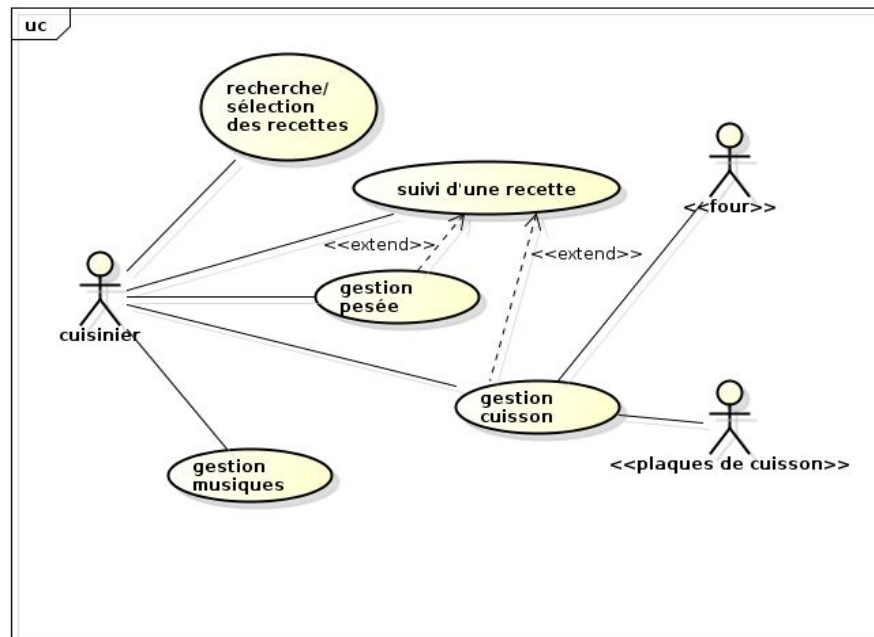 uc
recherche/
sélection
des recettes
suivi d'une recette
<<four>>
<<extend>>
<<extend>>
gestion
pesée
cuisinier
gestion
cuisson
gestion
musiques
<<plaques de cuisson>>